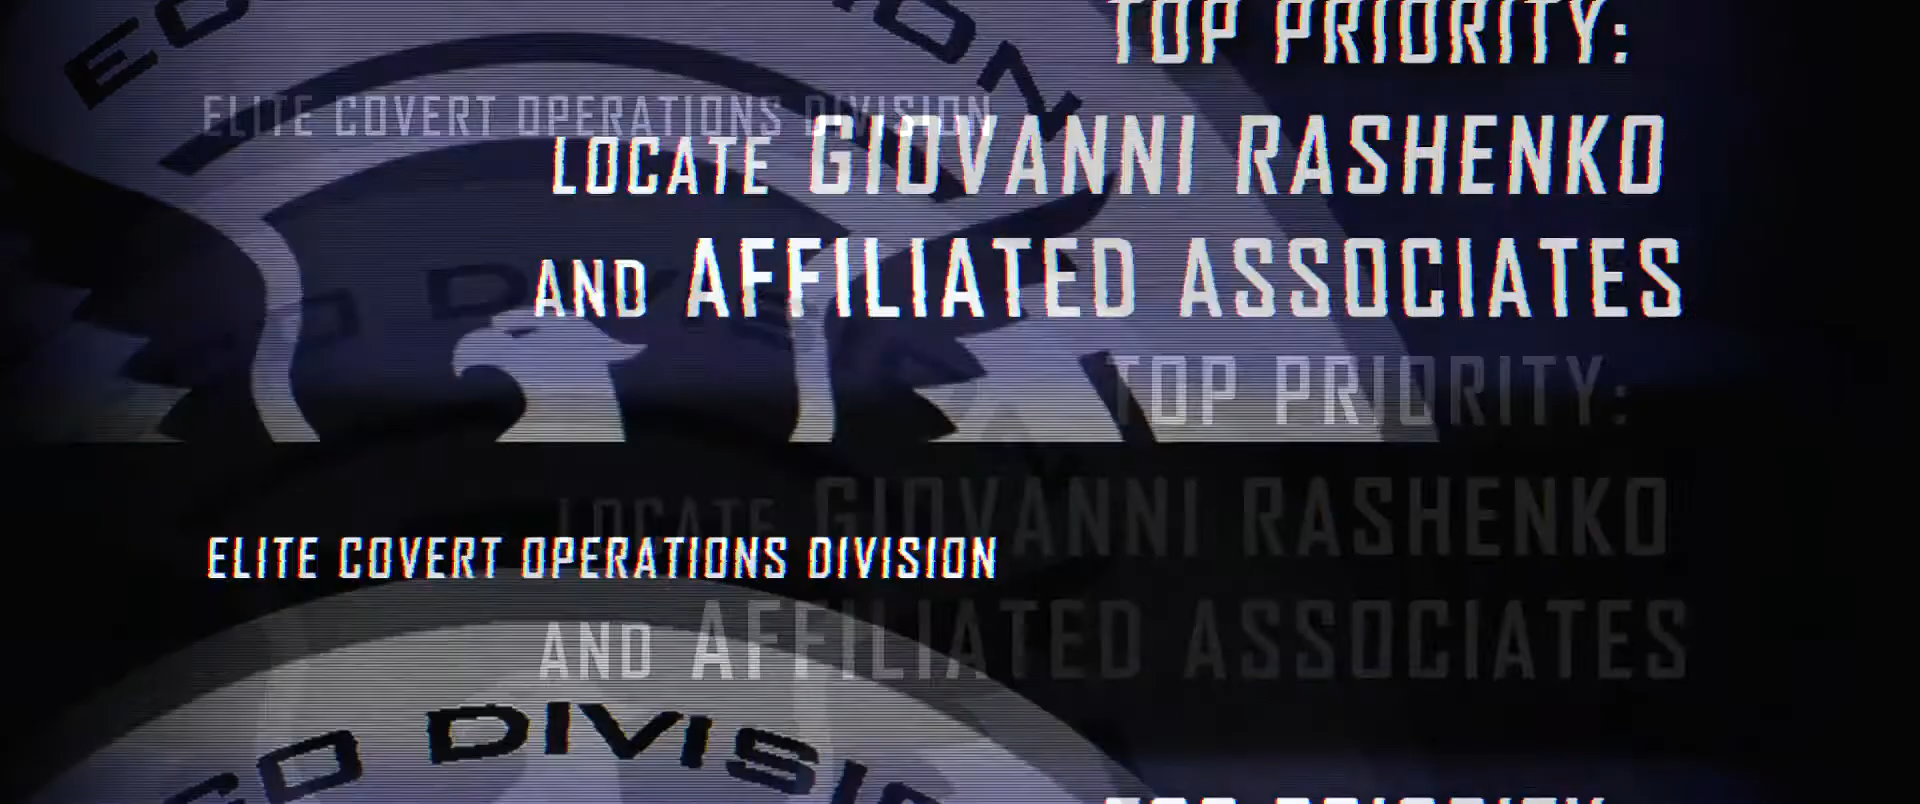 TOP PRIORITY:
ELITE COVERT OPERATIONS DIVISION
LOCATE GIOVANNI RASHENKO
AND AFFILIATED ASSOCIATES
TOP PRIORITY:
LOCATE GIOVANNI RASHENKO
ELITE COVERT OPERATIONS DIVISION
AND AFFILIATED ASSOCIATES
DIVISION